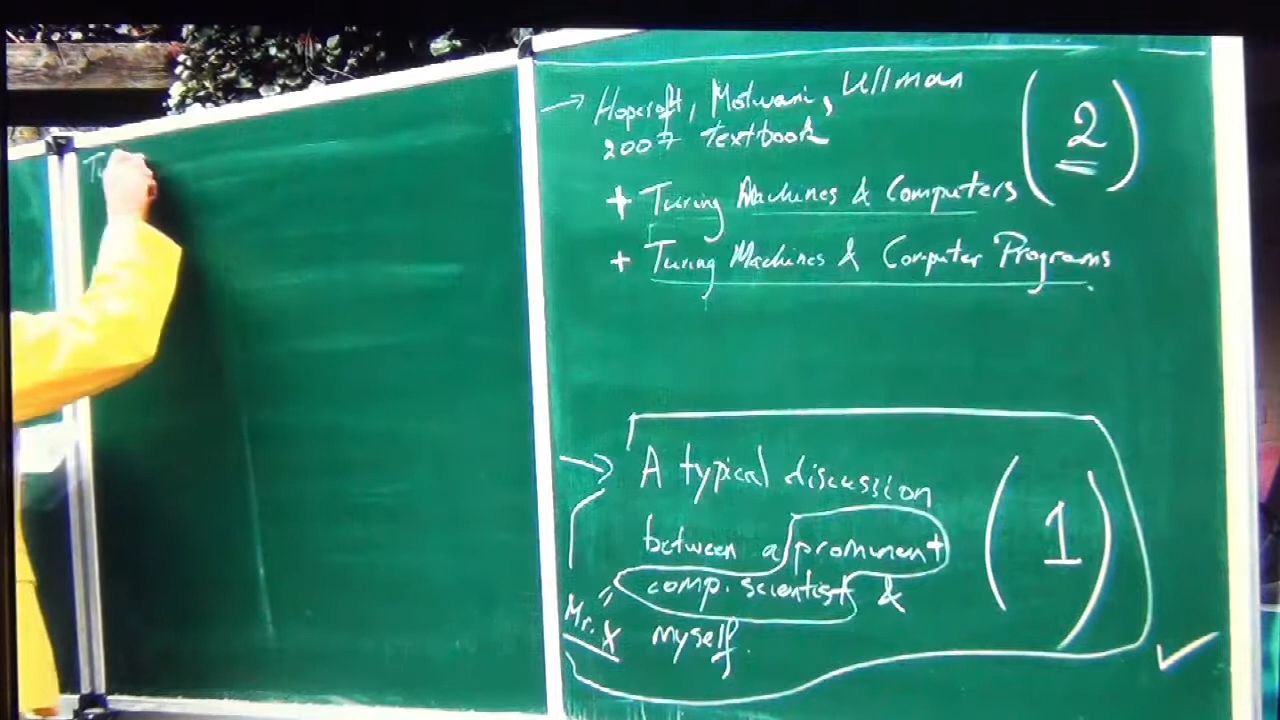 Tu
→ Hopcroft, Motwani, Ullman
2007 textbook
(2)
+ Turing Machines & Computers
+ Turing Machines & Computer Programs
→ A typical discussion
between a prominent
comp. scientist &
myself.
(1)
Mr. X